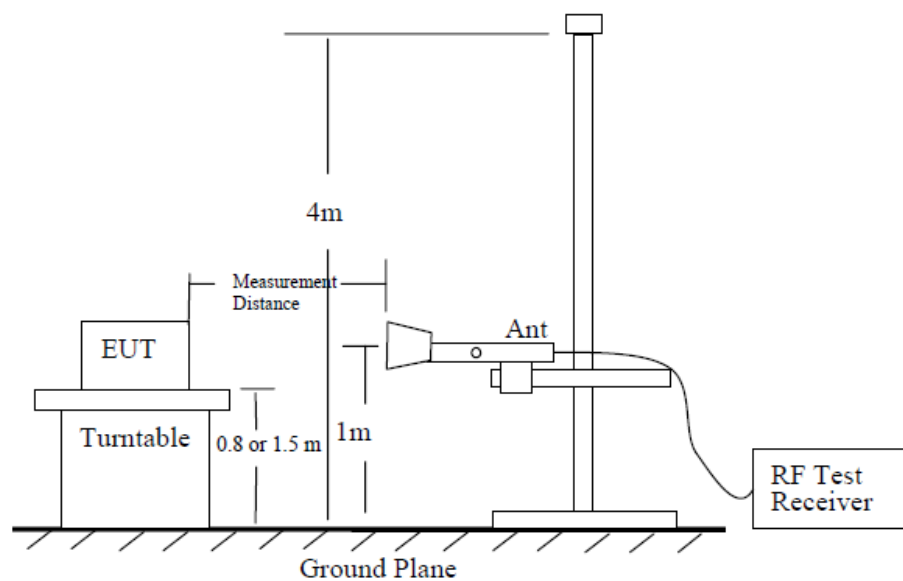 4m
Measurement
Distance
EUT
Ant
Turntable
0.8 or 1.5 m
1m
RF Test
Receiver
Ground Plane